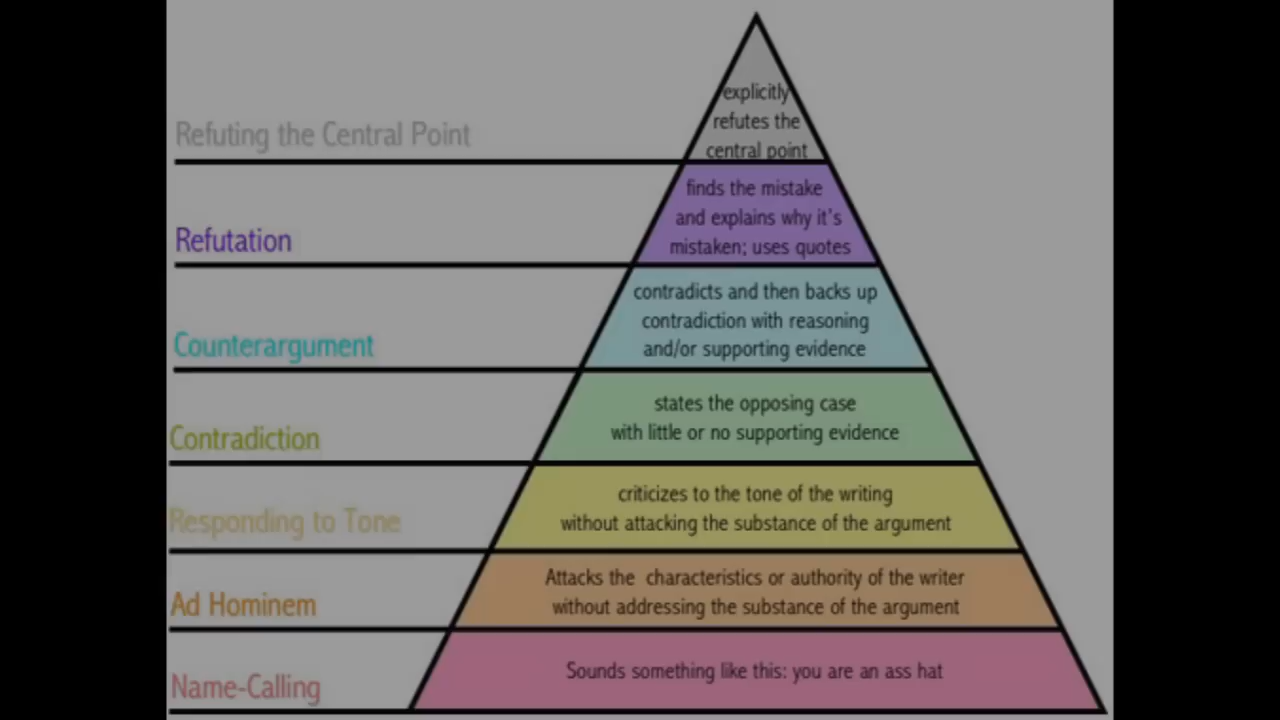 explicitly
refutes the
central point
Refuting the Central Point
finds the mistake
and explains why it's
mistaken; uses quotes
Refutation
contradicts and then backs up
contradiction with reasoning
and/or supporting evidence
Counterargument
states the opposing case
with little or no supporting evidence
Contradiction
criticizes to the tone of the writing
without attacking the substance of the argument
Responding to Tone
Attacks the characteristics or authority of the writer
without addressing the substance of the argument
Ad Hominem
Sounds something like this: you are an ass hat
Name-Calling